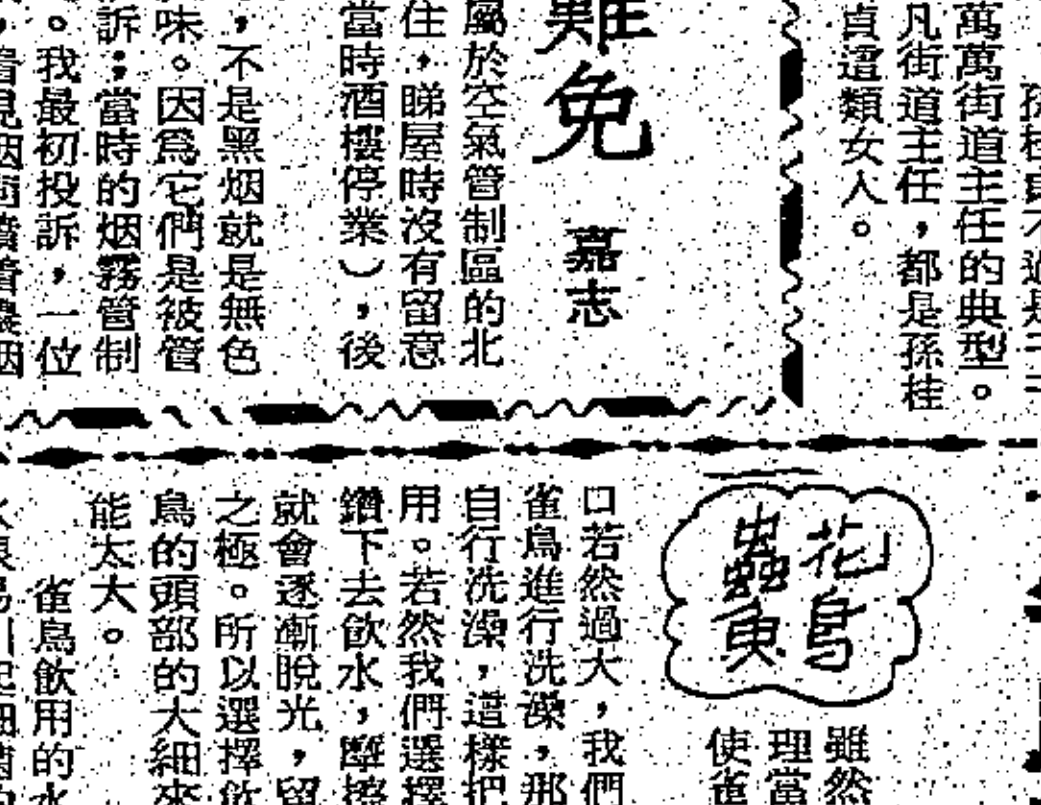 萬萬街道主任的典型。
凡街道主任，都是孫桂
貞這類女人。
難免
嘉志
屬於空氣管制區的北
住，睇屋時沒有留意
當時酒樓停業），後
，不是黑烟就是無色
味。因爲它們是被管
訴；當時的烟霧管制
。我最初投訴，一位
花鳥
蟲魚
雖然
理當
使雀
口若然過大，我們
雀鳥進行洗澡，那
自行洗澡，這樣把
用。若然我們選擇
鑽下去飲水，摩擦
就會逐漸脫光，留
之極。所以選擇飲
鳥的頭部的大細來
能太大。
雀鳥飲用的水